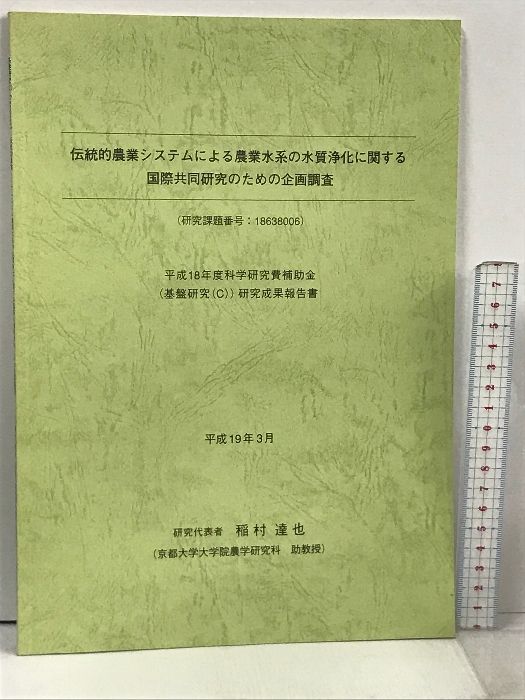 伝統的農業システムによる農業水系の水質浄化に関する
国際共同研究のための企画調査
(研究課題番号：18638006)
平成18年度科学研究費補助金
(基盤研究(C)) 研究成果報告書
平成19年3月
研究代表者 稲村達也
(京都大学大学院農学研究科 助教授)